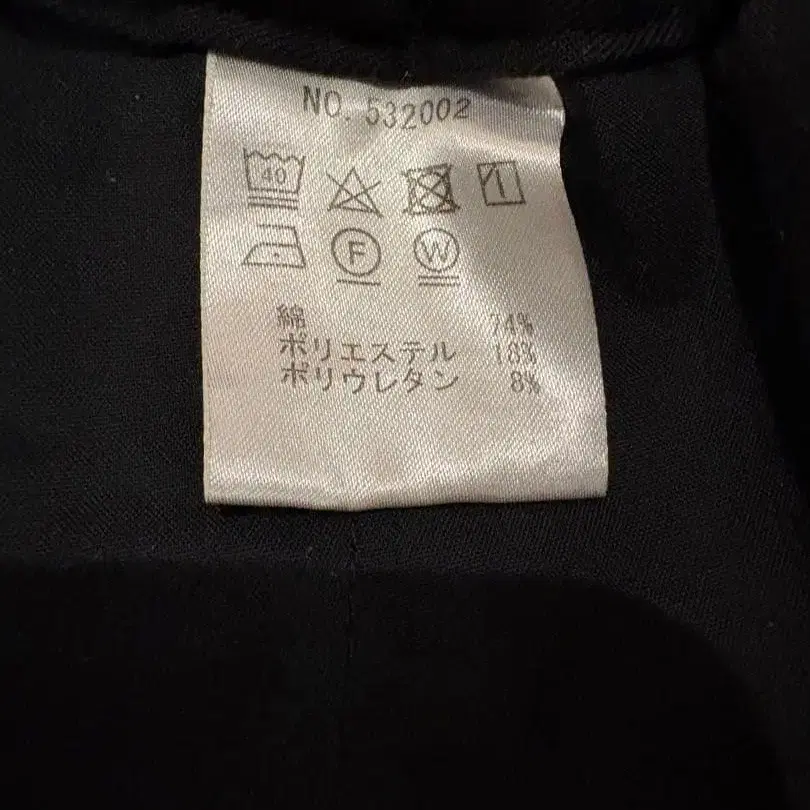 NO. 532002
40
F W
綿 74%
ポリエステル 18%
ポリウレタン 8%